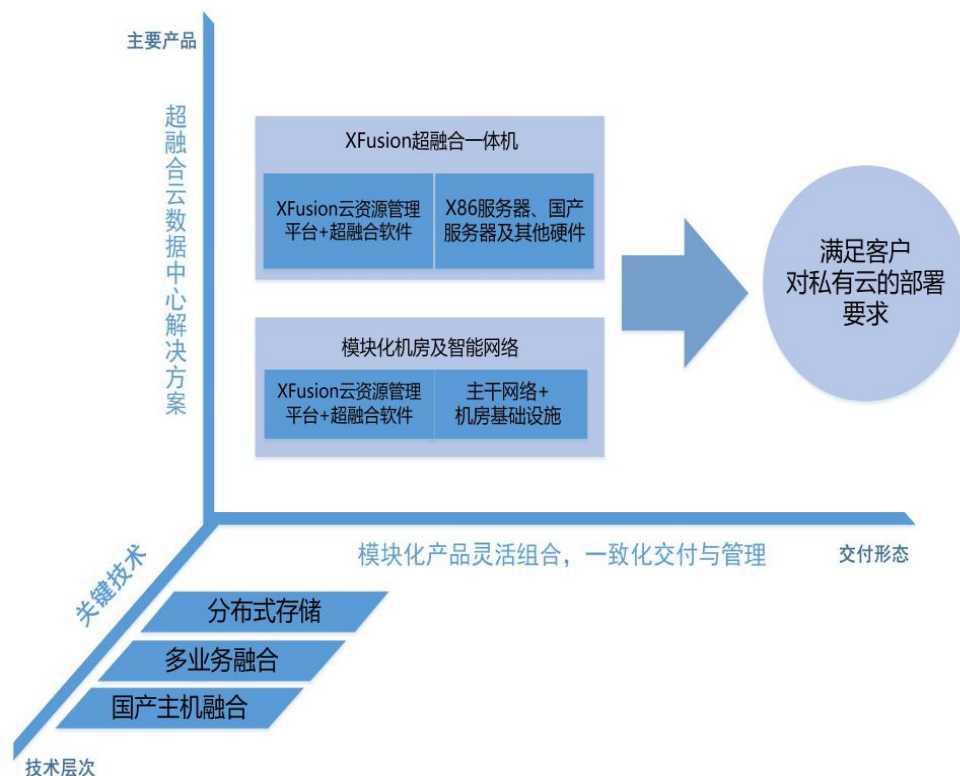 主要产品
超融合云数据中心解决方案
XFusion超融合一体机
XFusion云资源管理
平台+超融合软件
X86服务器、国产
服务器及其他硬件
模块化机房及智能网络
XFusion云资源管理
平台+超融合软件
主干网络+
机房基础设施
满足客户
对私有云的部署
要求
模块化产品灵活组合，一致化交付与管理
交付形态
关键技术
分布式存储
多业务融合
国产主机融合
技术层次